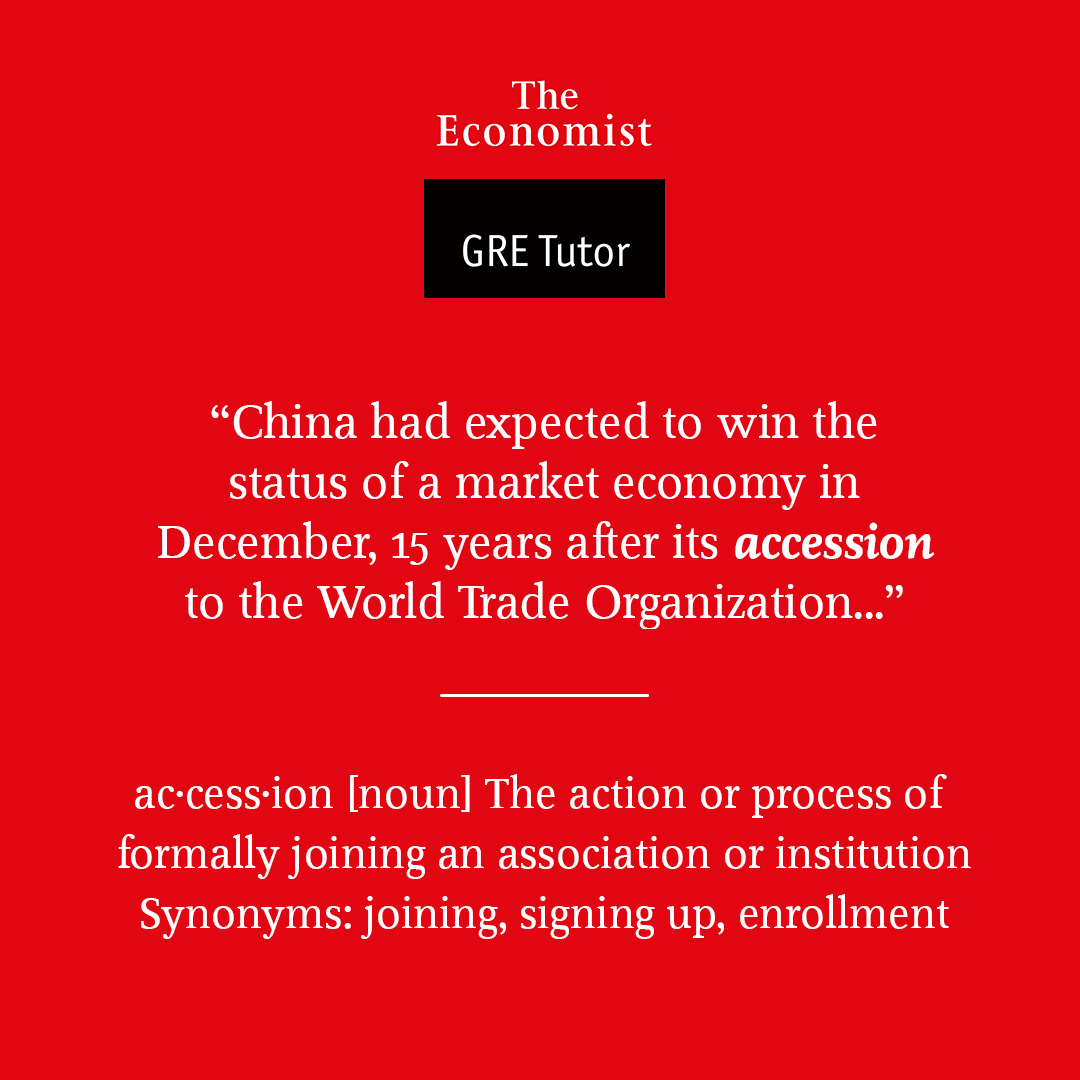 The
Economist
GRE Tutor
“China had expected to win the
status of a market economy in
December, 15 years after its accession
to the World Trade Organization...”
ac·cess·ion [noun] The action or process of
formally joining an association or institution
Synonyms: joining, signing up, enrollment